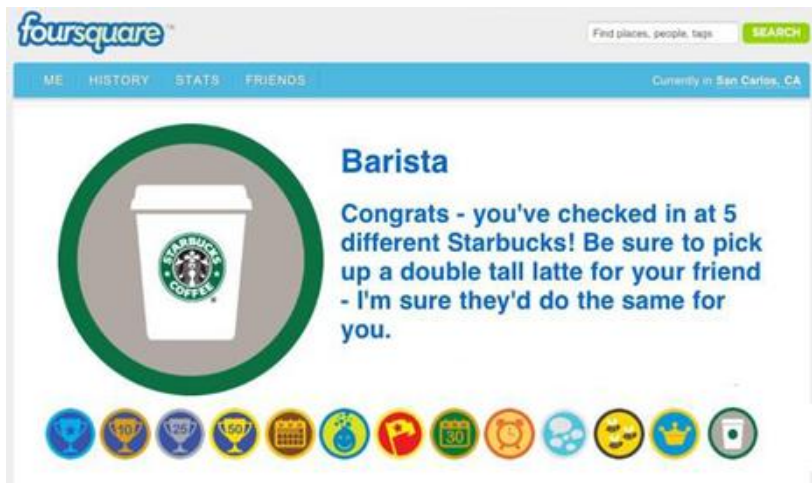 foursquare™
Find places, people, tags
SEARCH
ME HISTORY STATS FRIENDS
Currently in San Carlos, CA
STARBUCKS
COFFEE
Barista
Congrats - you've checked in at 5
different Starbucks! Be sure to pick
up a double tall latte for your friend
- I'm sure they'd do the same for
you.
10 25 50 30